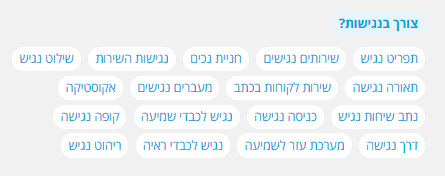 צורך בנגישות?
תפריט נגיש שירותים נגישים חניית נכים נגישות השירות שילוט נגיש
תאורה נגישה שירות לקוחות בכתב מעברים נגישים אקוסטיקה
נתב שיחות נגיש כניסה נגישה נגיש לכבדי שמיעה קופה נגישה
דרך נגישה מערכת עזר לשמיעה נגיש לכבדי ראיה ריהוט נגיש